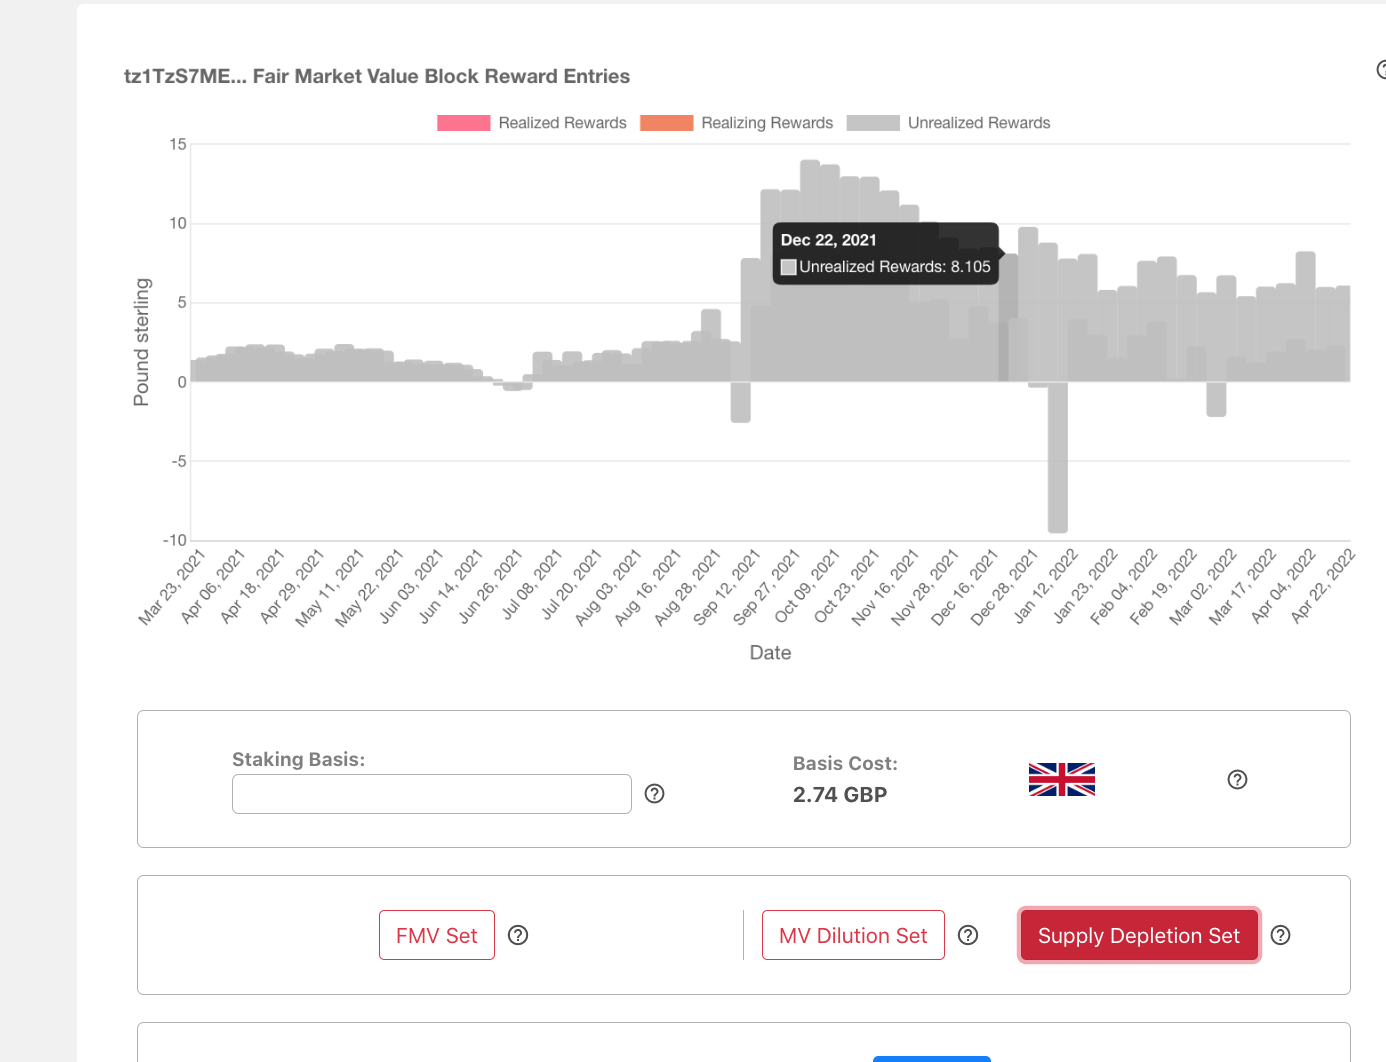 tz1TzS7ME... Fair Market Value Block Reward Entries
Realized Rewards Realizing Rewards Unrealized Rewards
15
10
5
0
-5
-10
Pound sterling
Dec 22, 2021
Unrealized Rewards: 8.105
Mar 23, 2021
Apr 06, 2021
Apr 18, 2021
Apr 29, 2021
May 11, 2021
May 22, 2021
Jun 03, 2021
Jun 14, 2021
Jun 26, 2021
Jul 08, 2021
Jul 20, 2021
Aug 03, 2021
Aug 16, 2021
Aug 28, 2021
Sep 12, 2021
Sep 27, 2021
Oct 09, 2021
Oct 23, 2021
Nov 16, 2021
Nov 28, 2021
Dec 16, 2021
Dec 28, 2021
Jan 12, 2022
Jan 23, 2022
Feb 04, 2022
Feb 19, 2022
Mar 02, 2022
Mar 17, 2022
Apr 04, 2022
Apr 22, 2022
Date
Staking Basis:
Basis Cost:
2.74 GBP
FMV Set
MV Dilution Set
Supply Depletion Set